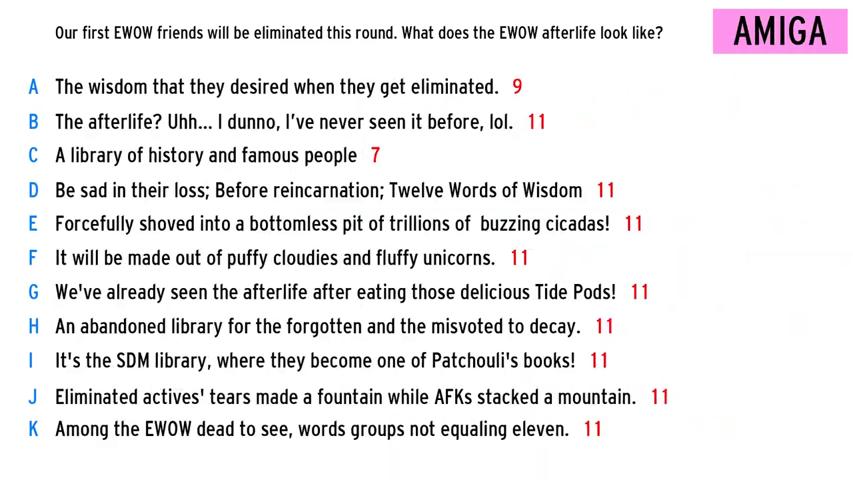 Our first EWOW friends will be eliminated this round. What does the EWOW afterlife look like?
AMIGA
A The wisdom that they desired when they get eliminated. 9
B The afterlife? Uhh... I dunno, I've never seen it before, lol. 11
C A library of history and famous people 7
D Be sad in their loss; Before reincarnation; Twelve Words of Wisdom 11
E Forcefully shoved into a bottomless pit of trillions of buzzing cicadas! 11
F It will be made out of puffy cloudies and fluffy unicorns. 11
G We've already seen the afterlife after eating those delicious Tide Pods! 11
H An abandoned library for the forgotten and the misvoted to decay. 11
I It's the SDM library, where they become one of Patchouli's books! 11
J Eliminated actives' tears made a fountain while AFKs stacked a mountain. 11
K Among the EWOW dead to see, words groups not equaling eleven. 11